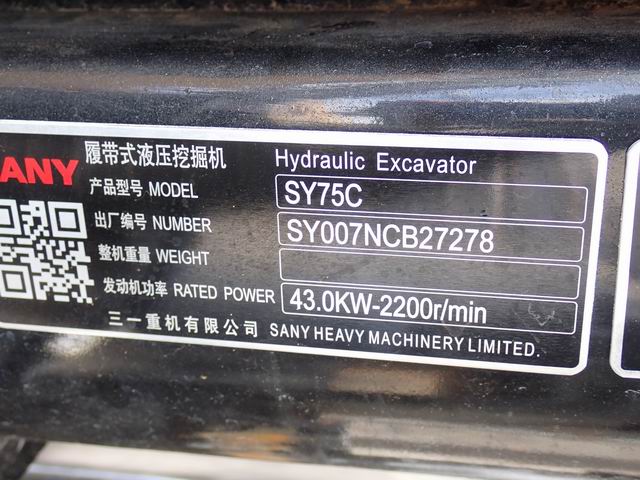 ANY 履带式液压挖掘机 Hydraulic Excavator
产品型号 MODEL SY75C
出厂编号 NUMBER SY007NCB27278
整机重量 WEIGHT
发动机功率 RATED POWER 43.0KW-2200r/min
三一重机有限公司 SANY HEAVY MACHINERY LIMITED.